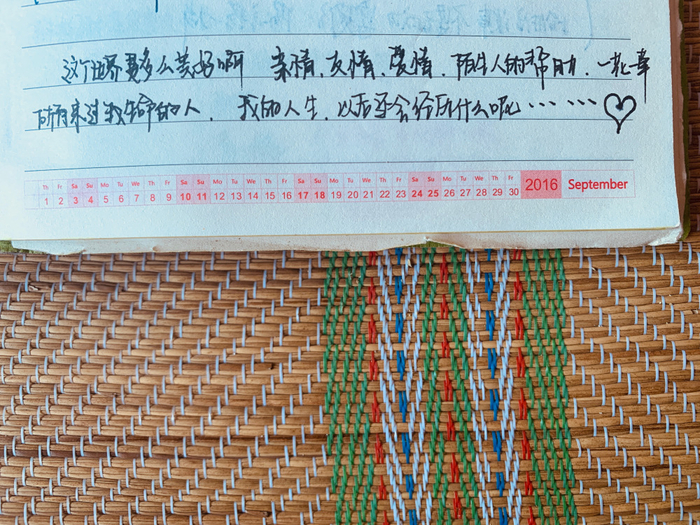 这个世界是多么美好啊 亲情、友情、爱情、陌生人的帮助、一花一草
所有来过我生命的人、我的人生、以后还会经历什么呢……♡
Th Fr Sa Su Mo Tu We Th Fr Sa Su Mo Tu We Th Fr Sa Su Mo Tu We Th Fr Sa Su Mo Tu We Th Fr
1 2 3 4 5 6 7 8 9 10 11 12 13 14 15 16 17 18 19 20 21 22 23 24 25 26 27 28 29 30 2016 September